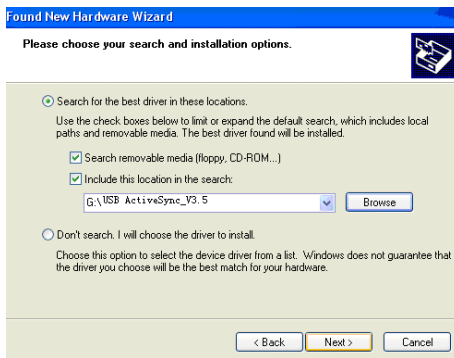 Found New Hardware Wizard
Please choose your search and installation options.
Search for the best driver in these locations.
Use the check boxes below to limit or expand the default search, which includes local
paths and removable media. The best driver found will be installed.
Search removable media (floppy, CD-ROM...)
Include this location in the search:
G:\USB ActiveSync_V3.5
Browse
Don't search. I will choose the driver to install.
Choose this option to select the device driver from a list. Windows does not guarantee that
the driver you choose will be the best match for your hardware.
< Back Next > Cancel